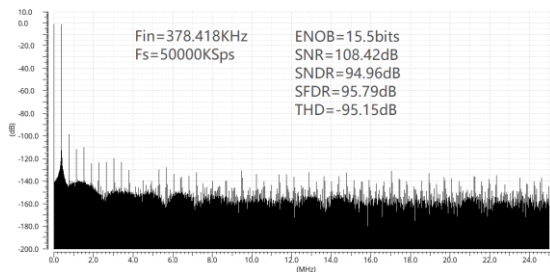 10.0
0.0
-20.0
-40.0
-60.0
-80.0
-100.0
-120.0
-140.0
-160.0
-180.0
-200.0
(dB)
Fin=378.418KHz
Fs=50000KSps
ENOB=15.5bits
SNR=108.42dB
SNDR=94.96dB
SFDR=95.79dB
THD=-95.15dB
0.0 2.0 4.0 6.0 8.0 10.0 12.0 14.0 16.0 18.0 20.0 22.0 24.0
(MHz)